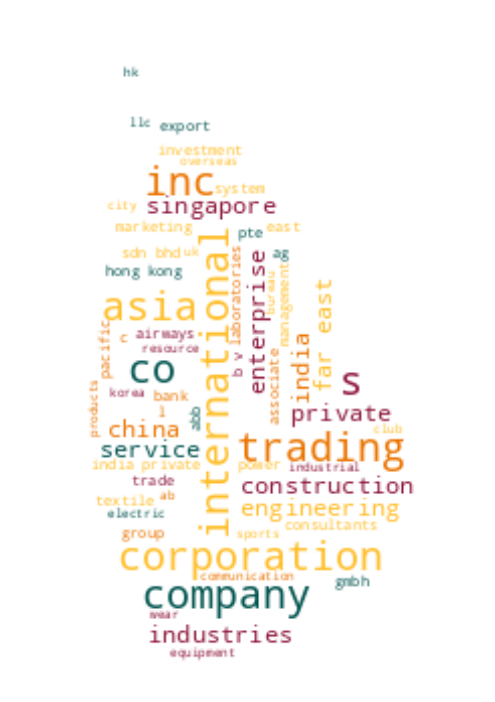 hk
llc export
investment
overseas
inc system
city singapore
marketing east
pte
sdn bhd uk ag
hong kong
asia
international
laboratories
enterprise
bureau
management
far east
pacific
c airways
resource
co
b v
associate
india
s
korea bank
products
l
abb
private
china
club
service
trading
india private
power industrial
trade
construction
ab
textile
engineering
electric
consultants
group
sports
corporation
communication
gmbh
company
wear
industries
equipment